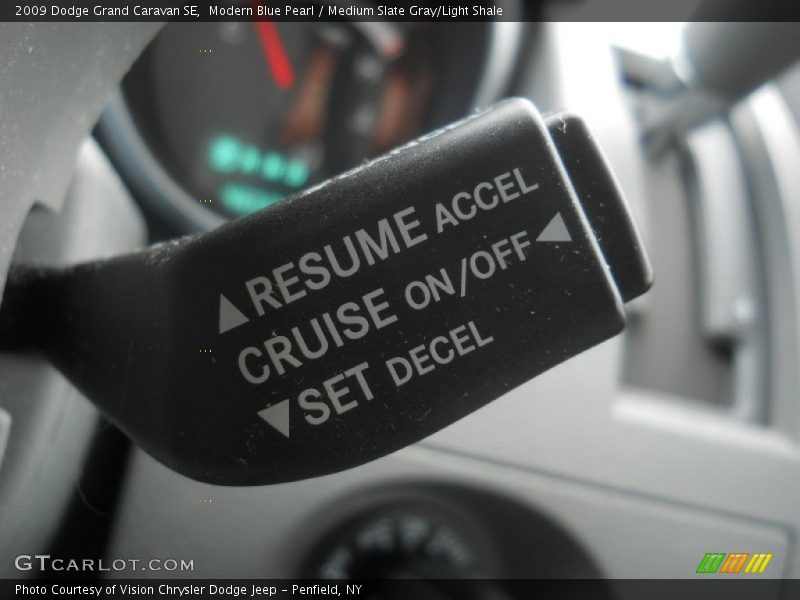 2009 Dodge Grand Caravan SE,  Modern Blue Pearl / Medium Slate Gray/Light Shale
RESUME ACCEL
CRUISE ON/OFF
SET DECEL
GTCARLOT.COM
Photo Courtesy of Vision Chrysler Dodge Jeep – Penfield, NY